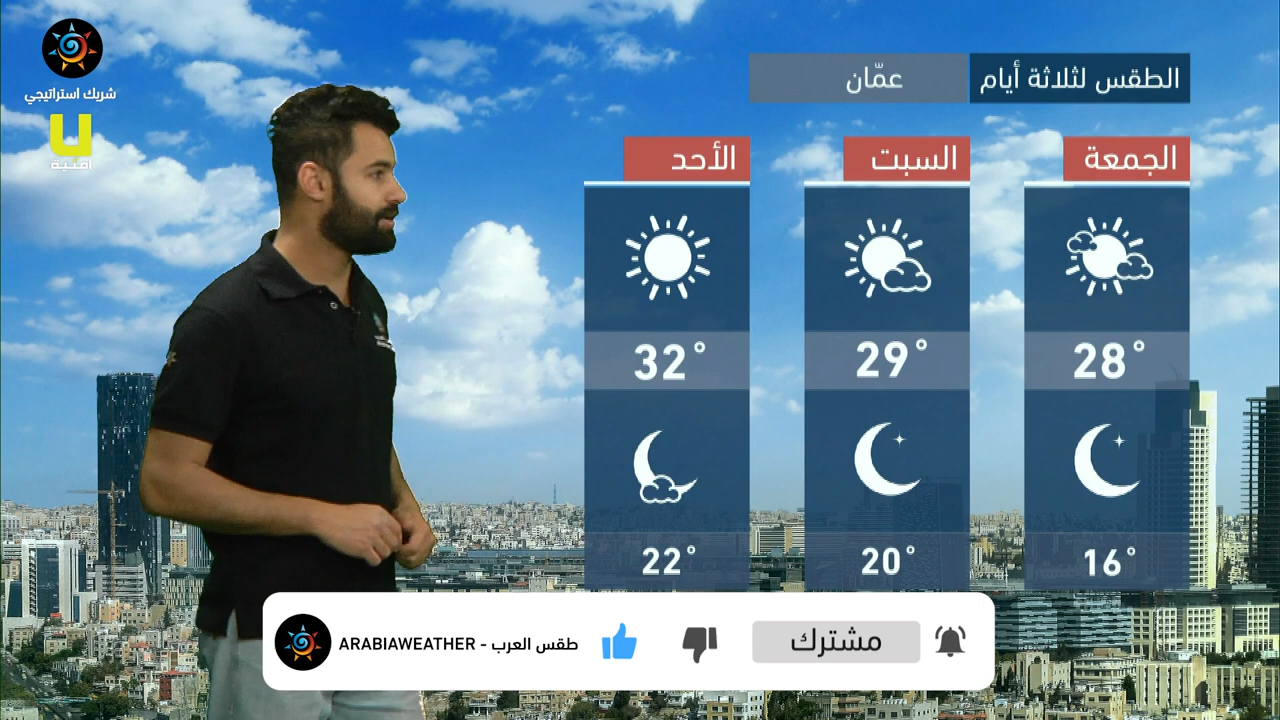 شريك استراتيجي
أمنية
الطقس لثلاثة أيام
عمّان
الجمعة
السبت
الأحد
28°
29°
32°
16°
20°
22°
ARABIAWEATHER - طقس العرب
مشترك